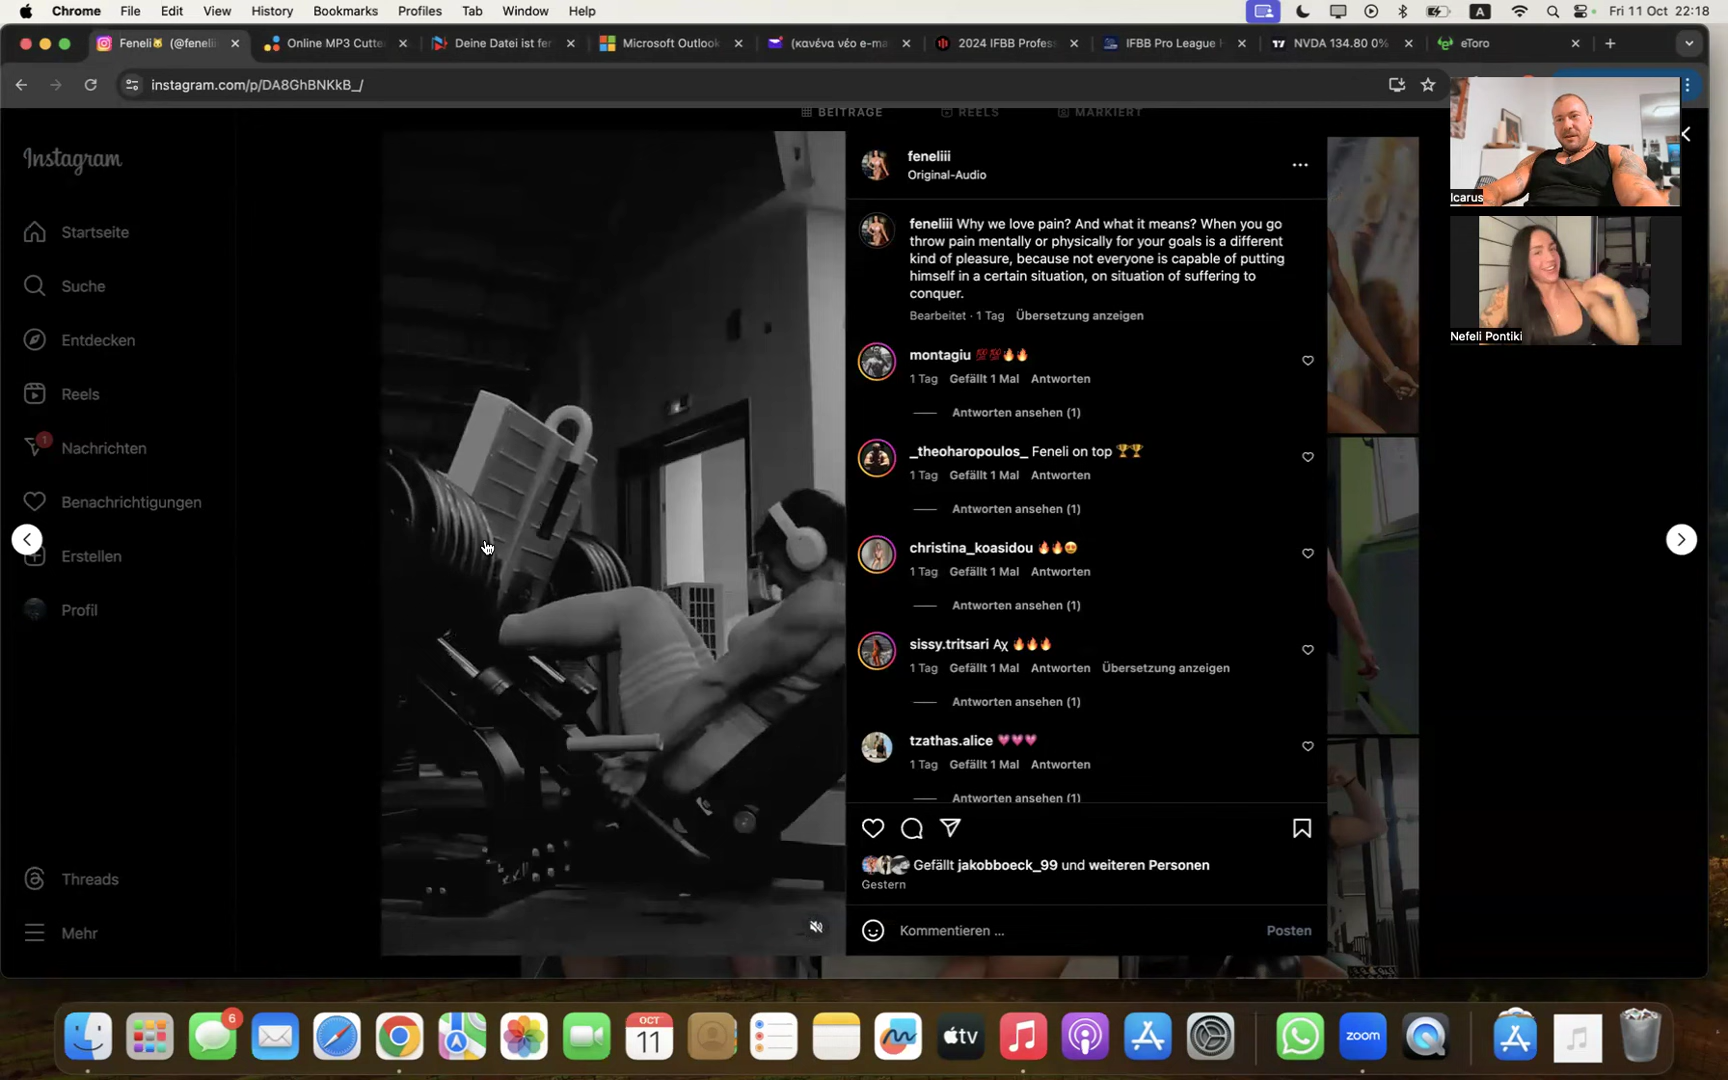 Chrome File Edit View History Bookmarks Profiles Tab Window Help
A
Fri 11 Oct 22:18
Feneli (@feneli
Online MP3 Cutte
Deine Datei ist fer
Microsoft Outlook
(κανένα νέο e-ma
2024 IFBB Profess
IFBB Pro League H
NVDA 134.80 0%
eToro
instagram.com/p/DA8GhBNKkB_/
BEITRÄGE REELS MARKIERT
Instagram
Startseite
Suche
Entdecken
Reels
1
Nachrichten
Benachrichtigungen
Erstellen
Profil
Threads
Mehr
feneliii
Original-Audio
feneliii Why we love pain? And what it means? When you go
throw pain mentally or physically for your goals is a different
kind of pleasure, because not everyone is capable of putting
himself in a certain situation, on situation of suffering to
conquer.
Bearbeitet · 1 Tag Übersetzung anzeigen
montagiu 💯💯🔥🔥
1 Tag Gefällt 1 Mal Antworten
Antworten ansehen (1)
_theoharopoulos_ Feneli on top 🏆🏆
1 Tag Gefällt 1 Mal Antworten
Antworten ansehen (1)
christina_koasidou 🔥🔥😍
1 Tag Gefällt 1 Mal Antworten
Antworten ansehen (1)
sissy.tritsari Αχ 🔥🔥🔥
1 Tag Gefällt 1 Mal Antworten Übersetzung anzeigen
Antworten ansehen (1)
tzathas.alice 💗💗💗
1 Tag Gefällt 1 Mal Antworten
Antworten ansehen (1)
Gefällt jakobboeck_99 und weiteren Personen
Gestern
Kommentieren ...
Posten
Icarus
Nefeli Pontiki
6
OCT
11
tv
zoom